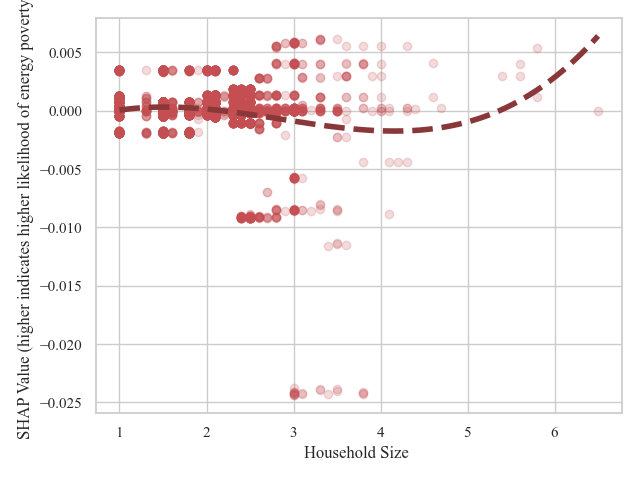 SHAP Value (higher indicates higher likelihood of energy poverty
0.005
0.000
−0.005
−0.010
−0.015
−0.020
−0.025
1 2 3 4 5 6
Household Size